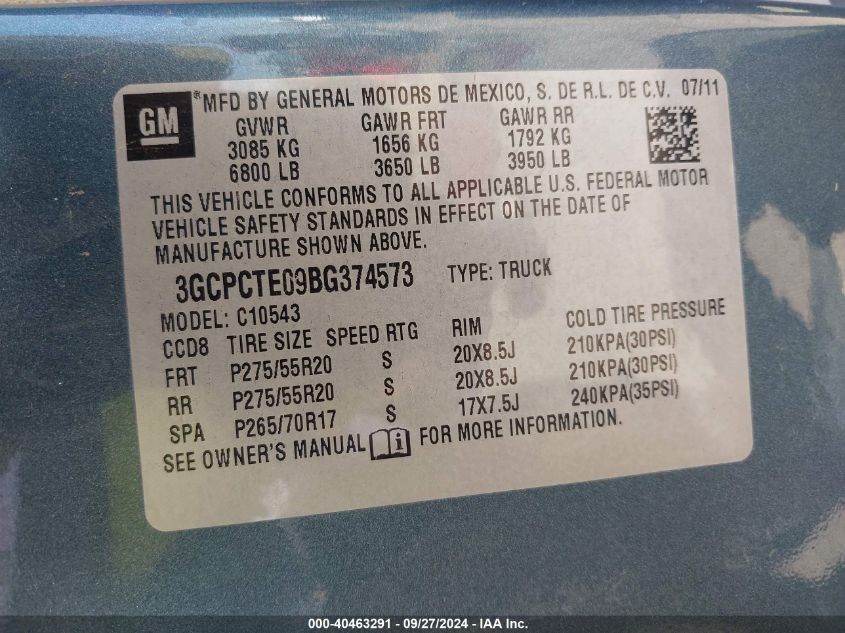 GM ® MFD BY GENERAL MOTORS DE MEXICO, S. DE R.L. DE C.V. 07/11
GVWR GAWR FRT GAWR RR
3085 KG 1656 KG 1792 KG
6800 LB 3650 LB 3950 LB
THIS VEHICLE CONFORMS TO ALL APPLICABLE U.S. FEDERAL MOTOR
VEHICLE SAFETY STANDARDS IN EFFECT ON THE DATE OF
MANUFACTURE SHOWN ABOVE.
3GCPCTE09BG374573 TYPE: TRUCK
MODEL: C10543
CCD8 TIRE SIZE SPEED RTG RIM COLD TIRE PRESSURE
FRT P275/55R20 S 20X8.5J 210KPA(30PSI)
RR P275/55R20 S 20X8.5J 210KPA(30PSI)
SPA P265/70R17 S 17X7.5J 240KPA(35PSI)
SEE OWNER'S MANUAL i FOR MORE INFORMATION.
000-40463291 - 09/27/2024 - IAA Inc.